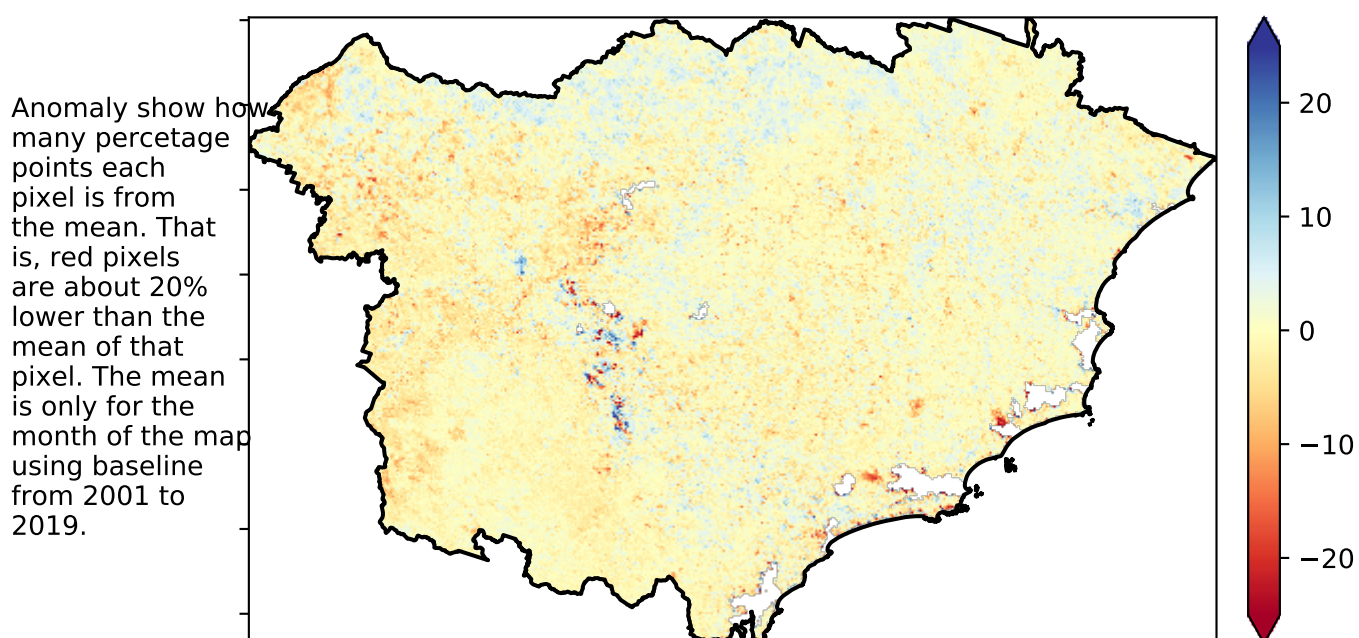 Anomaly show how
many percetage
points each
pixel is from
the mean. That
is, red pixels
are about 20%
lower than the
mean of that
pixel. The mean
is only for the
month of the map
using baseline
from 2001 to
2019.
20
10
0
−10
−20